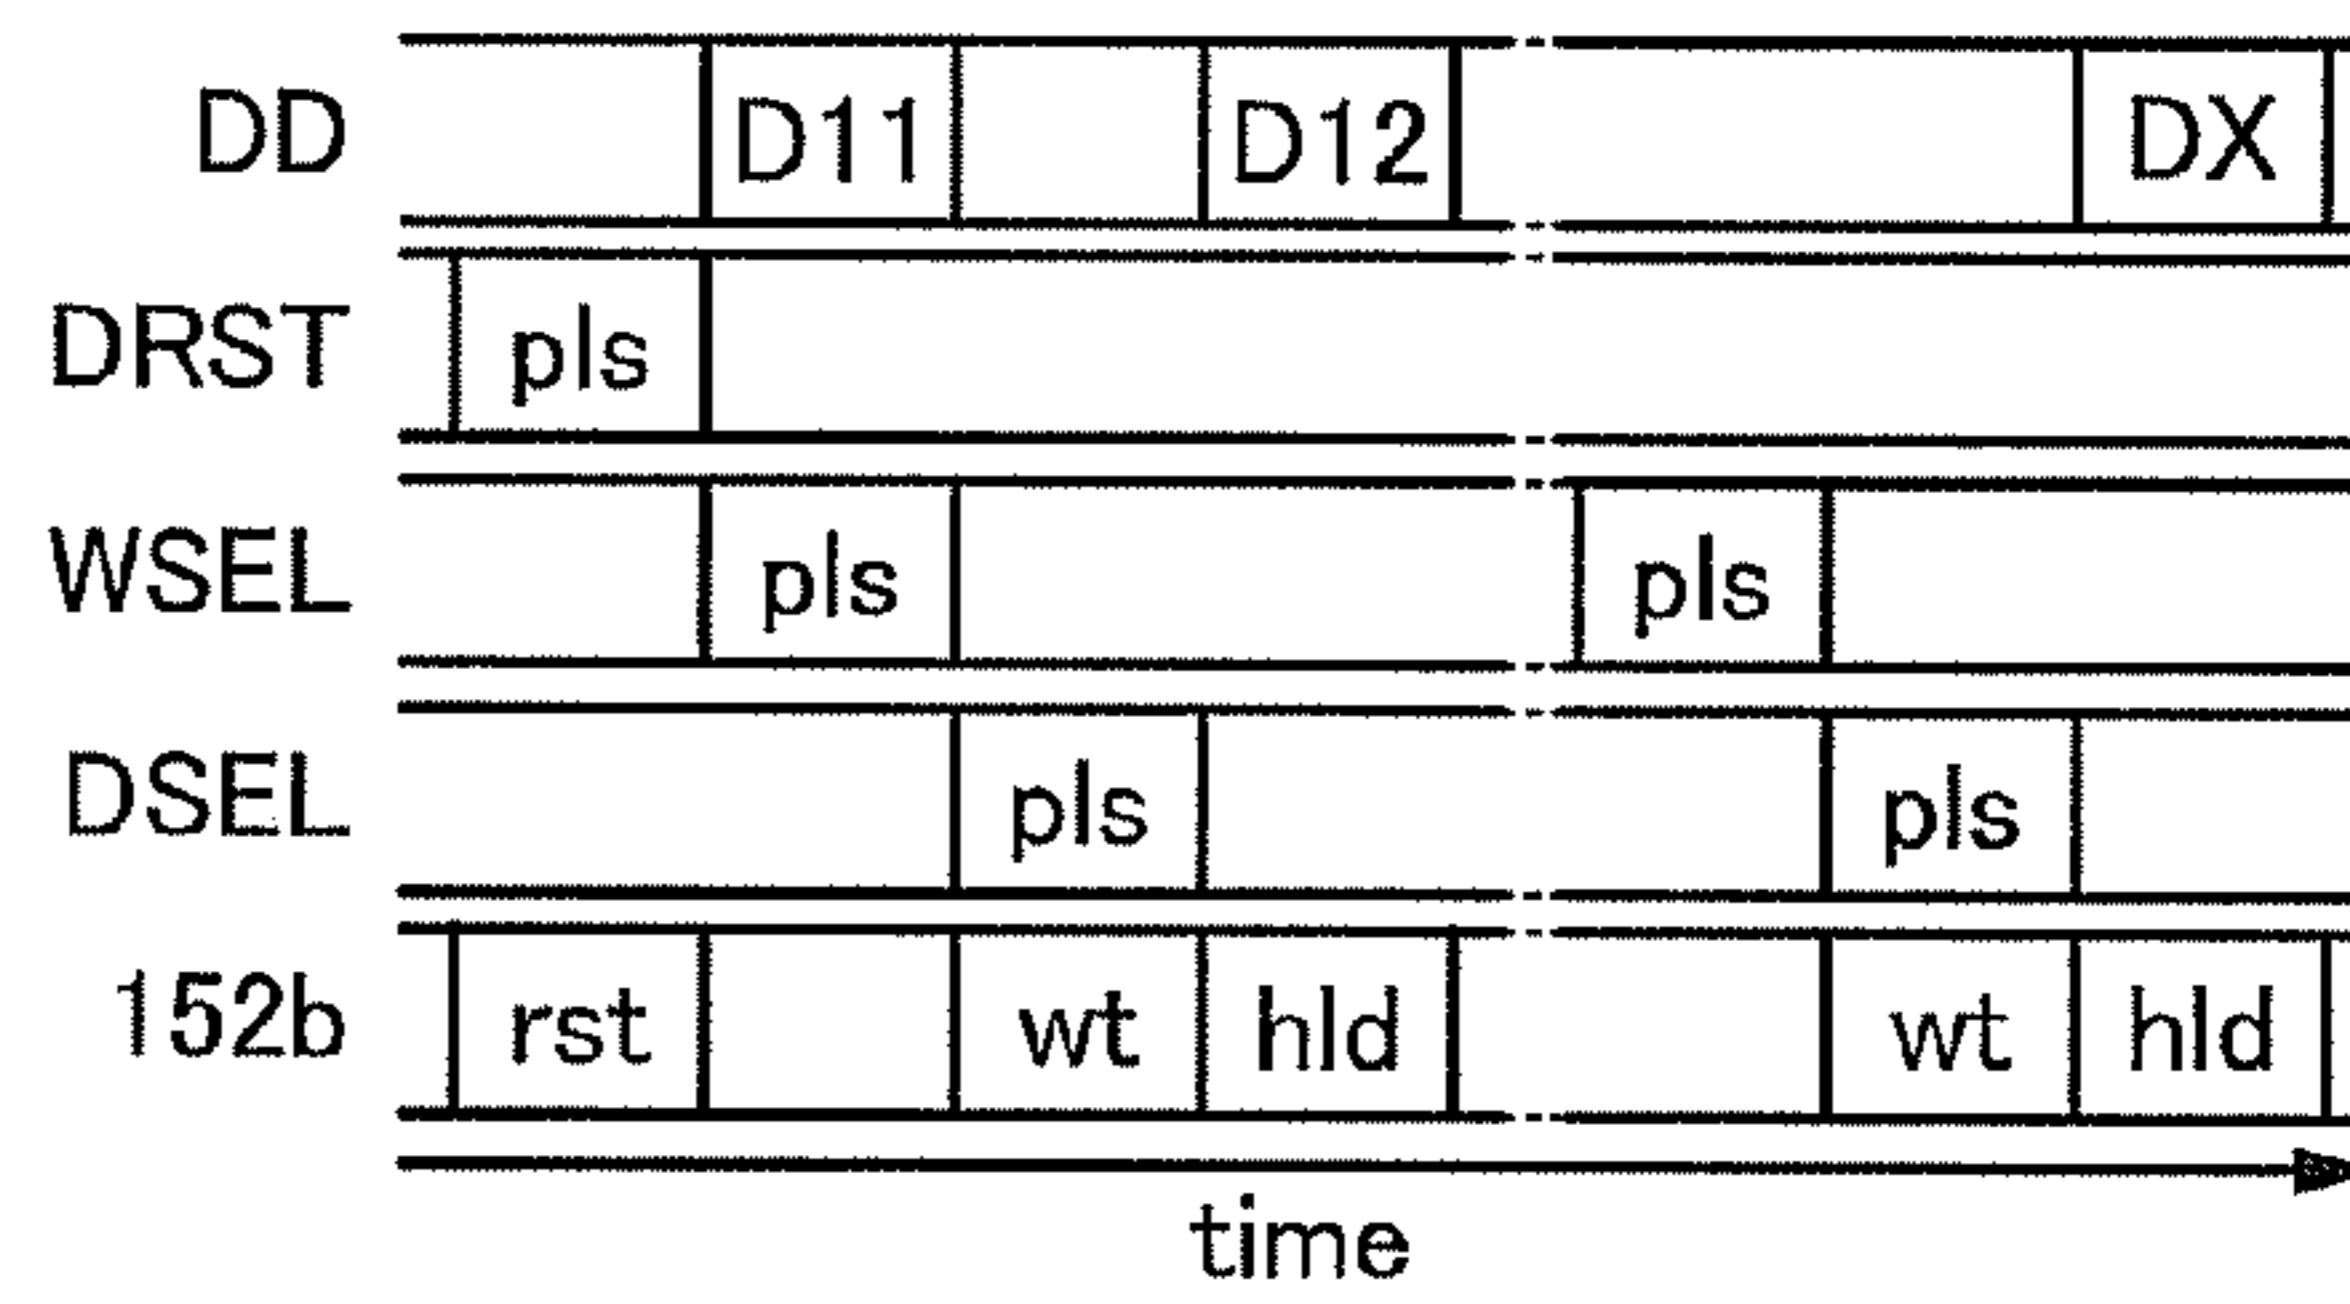 DD D11 D12 DX
DRST pls
WSEL pls pls
DSEL pls pls
152b rst wt hld wt hld
time